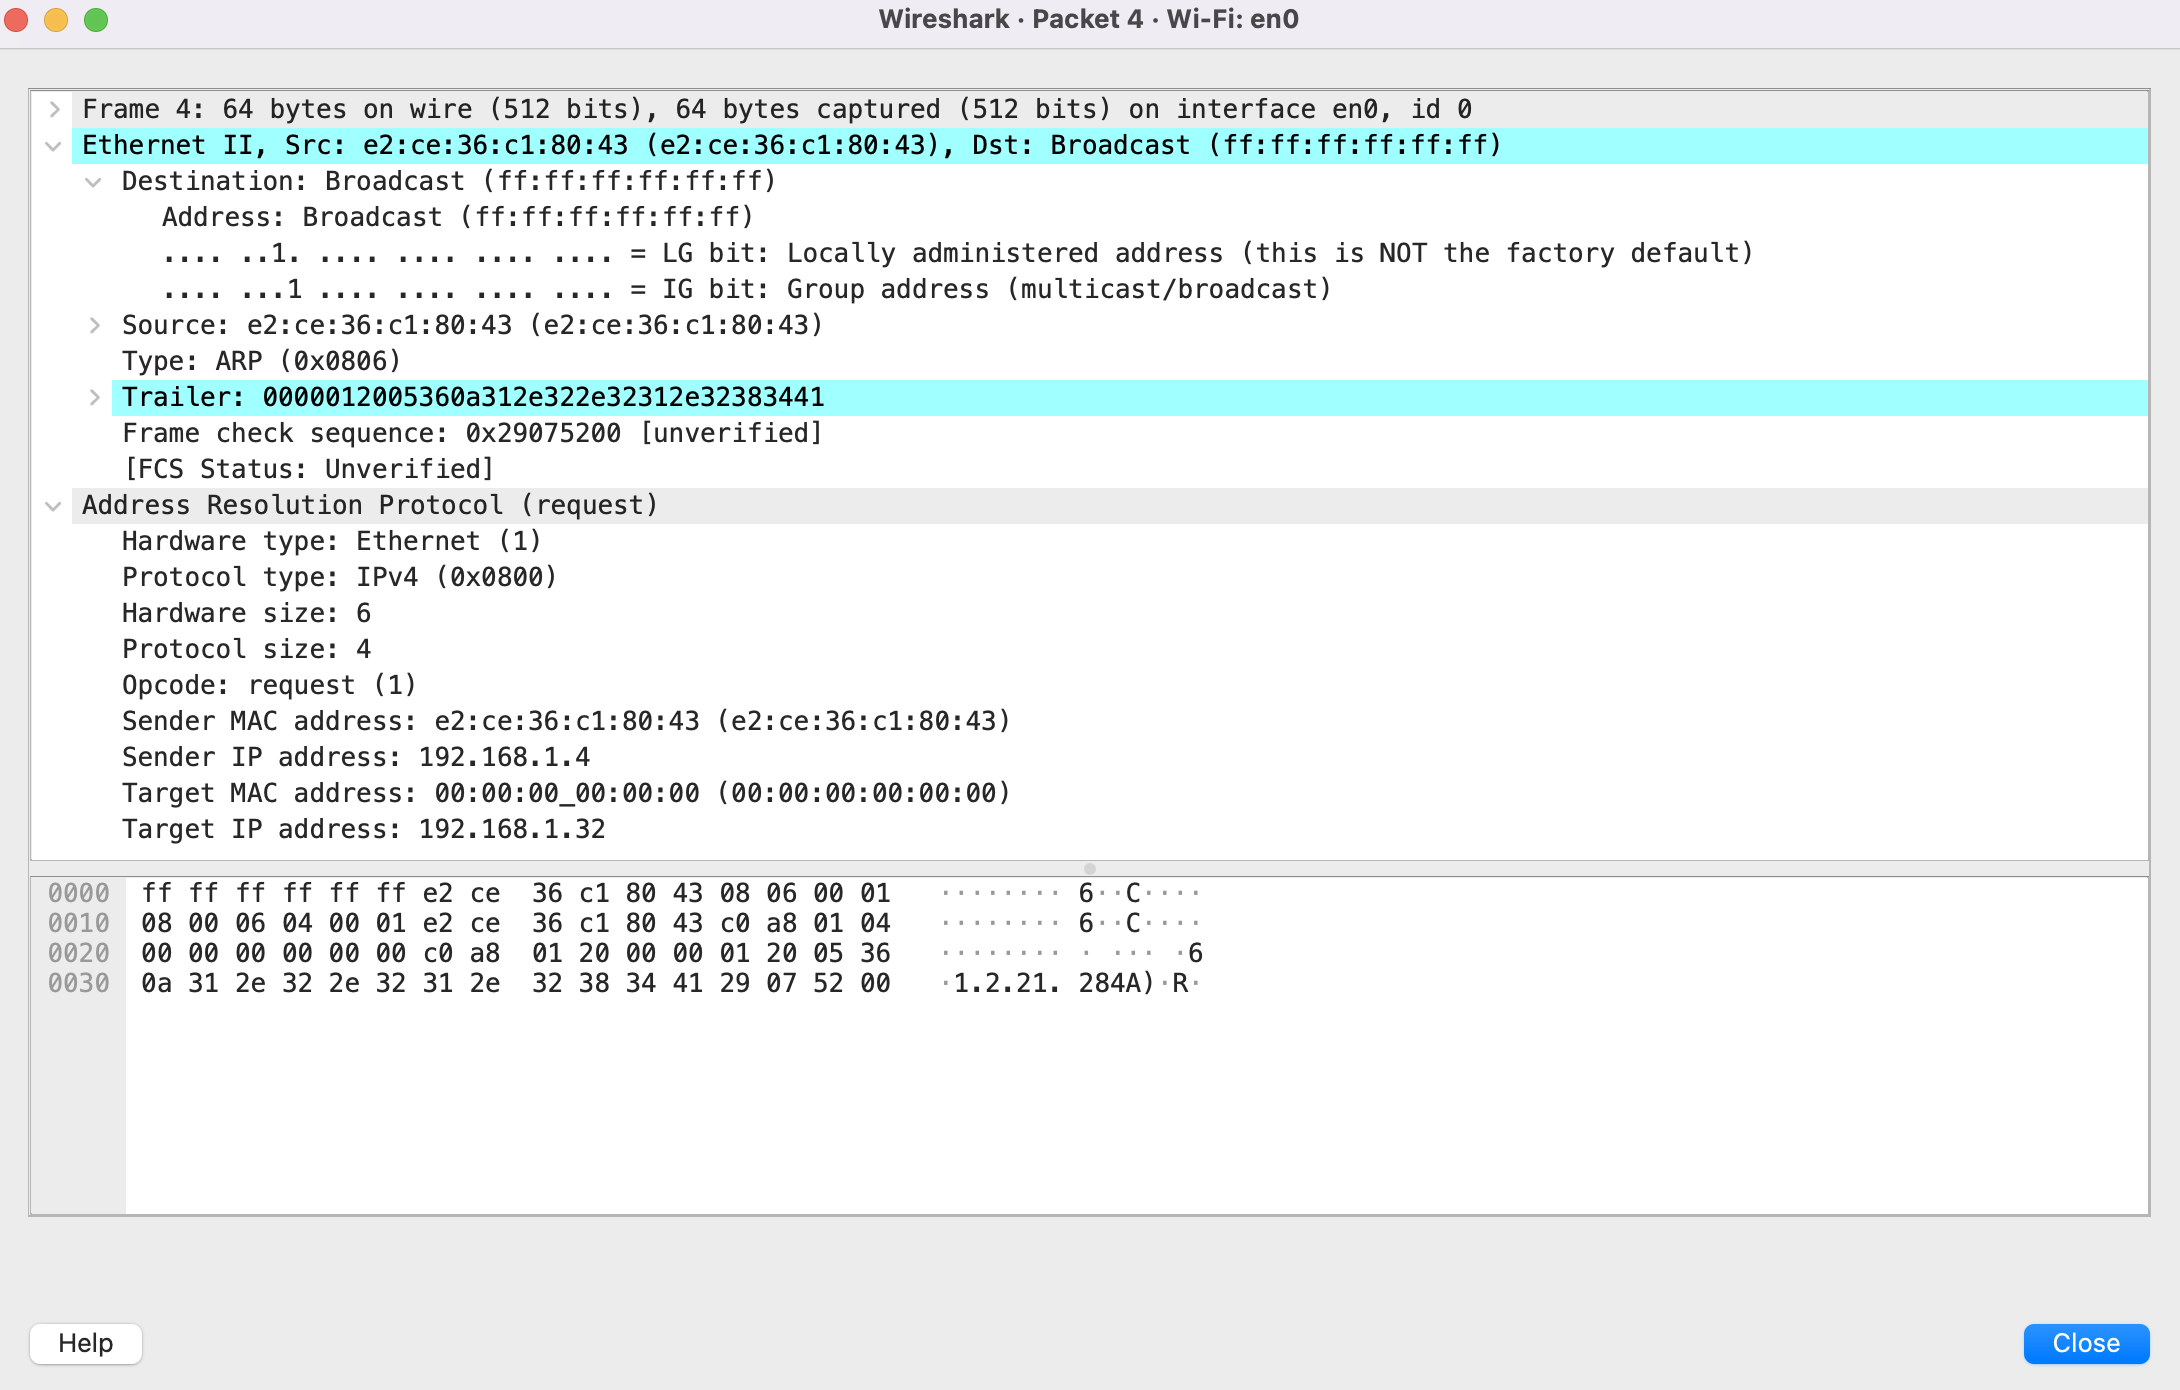 Wireshark · Packet 4 · Wi-Fi: en0
Frame 4: 64 bytes on wire (512 bits), 64 bytes captured (512 bits) on interface en0, id 0
Ethernet II, Src: e2:ce:36:c1:80:43 (e2:ce:36:c1:80:43), Dst: Broadcast (ff:ff:ff:ff:ff:ff)
Destination: Broadcast (ff:ff:ff:ff:ff:ff)
Address: Broadcast (ff:ff:ff:ff:ff:ff)
.... ..1. .... .... .... .... = LG bit: Locally administered address (this is NOT the factory default)
.... ...1 .... .... .... .... = IG bit: Group address (multicast/broadcast)
Source: e2:ce:36:c1:80:43 (e2:ce:36:c1:80:43)
Type: ARP (0x0806)
Trailer: 0000012005360a312e322e32312e32383441
Frame check sequence: 0x29075200 [unverified]
[FCS Status: Unverified]
Address Resolution Protocol (request)
Hardware type: Ethernet (1)
Protocol type: IPv4 (0x0800)
Hardware size: 6
Protocol size: 4
Opcode: request (1)
Sender MAC address: e2:ce:36:c1:80:43 (e2:ce:36:c1:80:43)
Sender IP address: 192.168.1.4
Target MAC address: 00:00:00_00:00:00 (00:00:00:00:00:00)
Target IP address: 192.168.1.32
0000 ff ff ff ff ff ff e2 ce 36 c1 80 43 08 06 00 01 ········ 6··C····
0010 08 00 06 04 00 01 e2 ce 36 c1 80 43 c0 a8 01 04 ········ 6··C····
0020 00 00 00 00 00 00 c0 a8 01 20 00 00 01 20 05 36 ········ · ··· ·6
0030 0a 31 2e 32 2e 32 31 2e 32 38 34 41 29 07 52 00 ·1.2.21. 284A)·R·
Help
Close